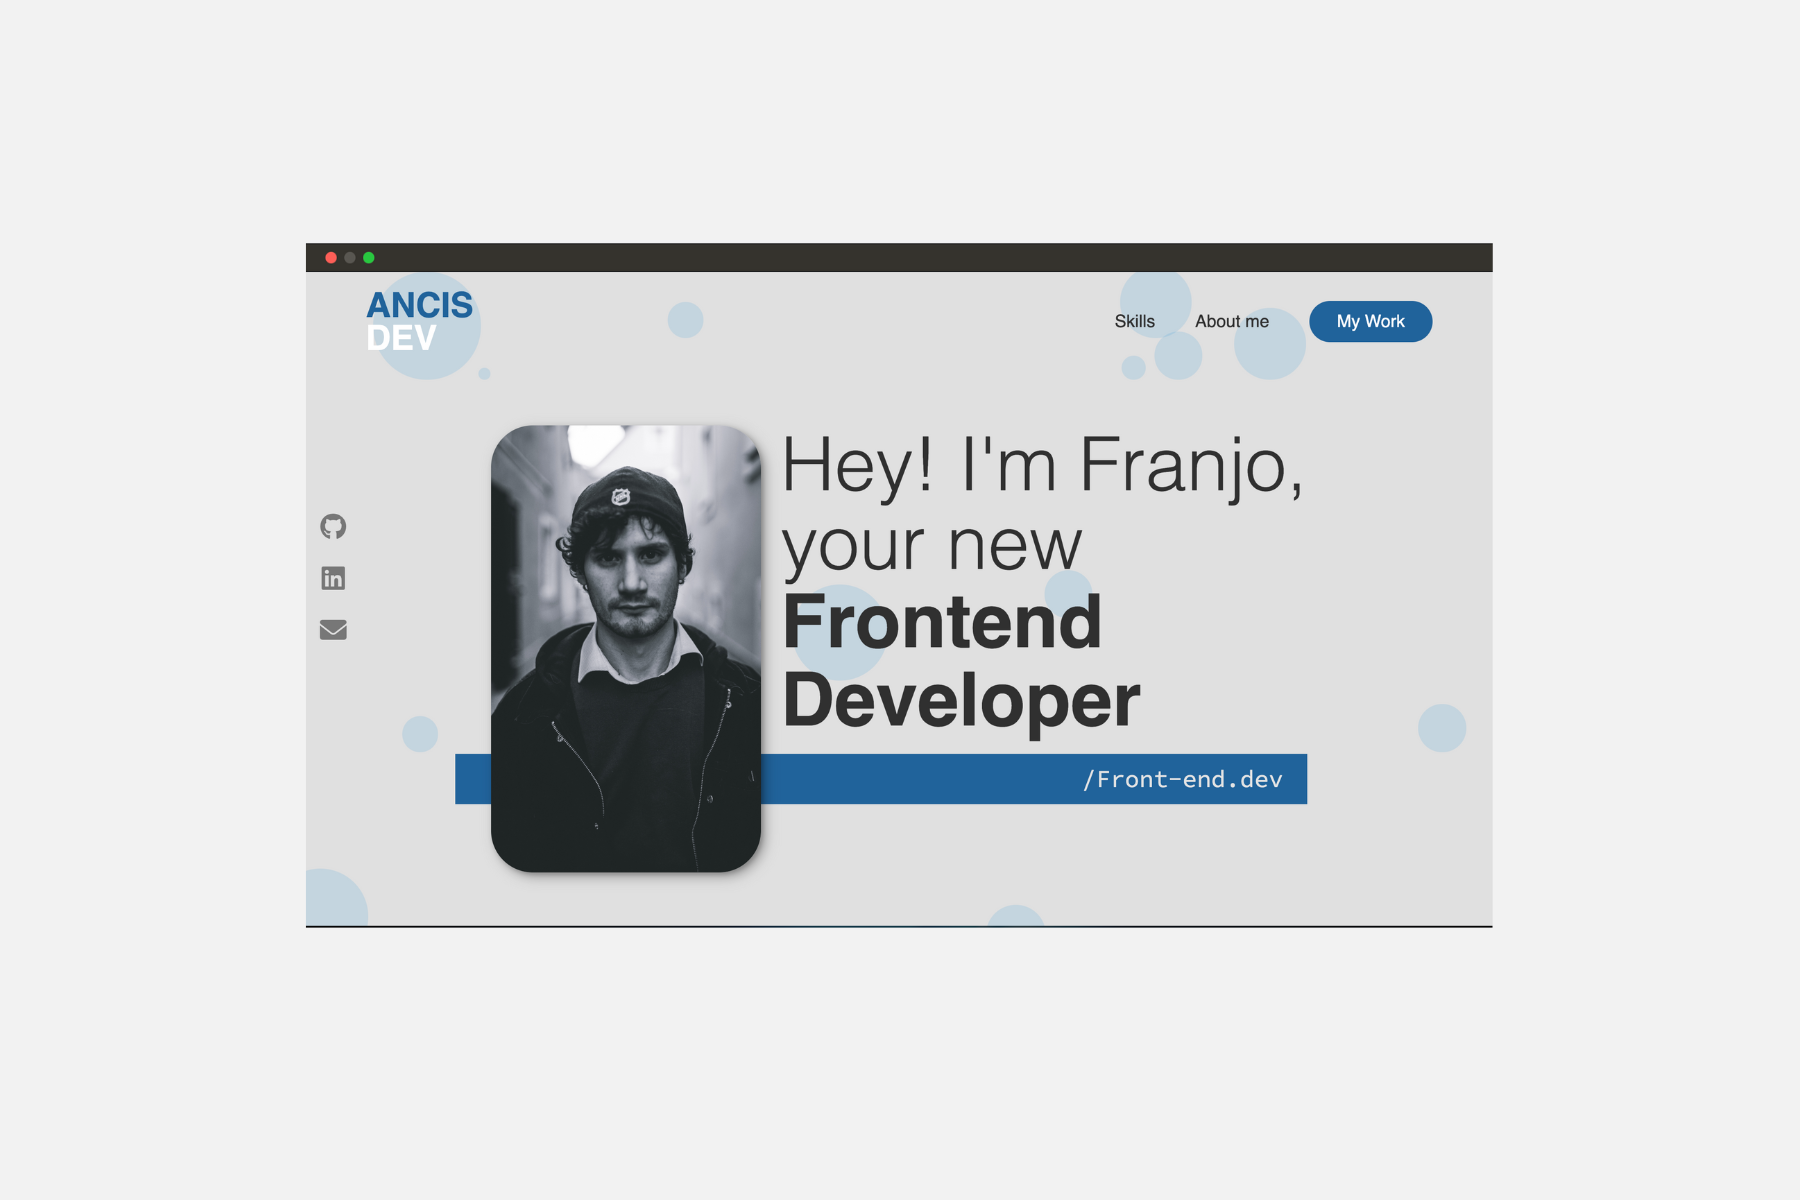 ANCIS
DEV
Skills
About me
My Work
Hey! I'm Franjo,
your new
Frontend
Developer
/Front-end.dev